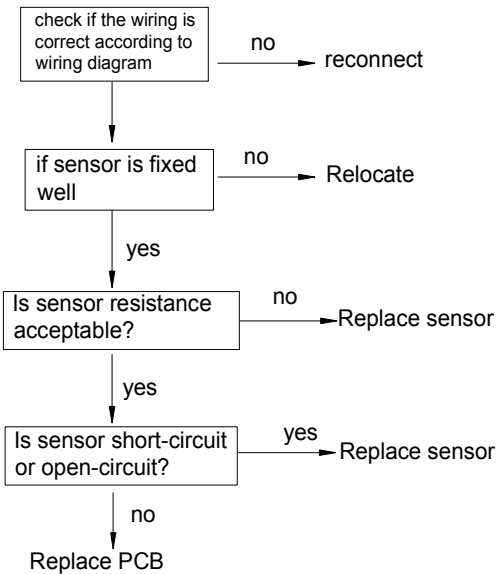 check if the wiring is
correct according to
wiring diagram
no
reconnect
if sensor is fixed
well
no
Relocate
yes
Is sensor resistance
acceptable?
no
Replace sensor
yes
Is sensor short-circuit
or open-circuit?
yes
Replace sensor
no
Replace PCB